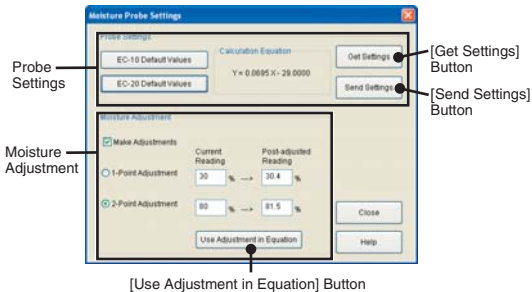 Moisture Probe Settings
Probe Settings
EC-10 Default Values
EC-20 Default Values
Calculation Equation
Y = 0.0695 X - 29.0000
Get Settings
Send Settings
[Get Settings]
Button
[Send Settings]
Button
Probe
Settings
Moisture Adjustment
Make Adjustments
Current
Reading
Post-adjusted
Reading
1-Point Adjustment
30 % ---> 30.4 %
2-Point Adjustment
80 % ---> 81.5 %
Use Adjustment in Equation
Close
Help
Moisture
Adjustment
[Use Adjustment in Equation] Button